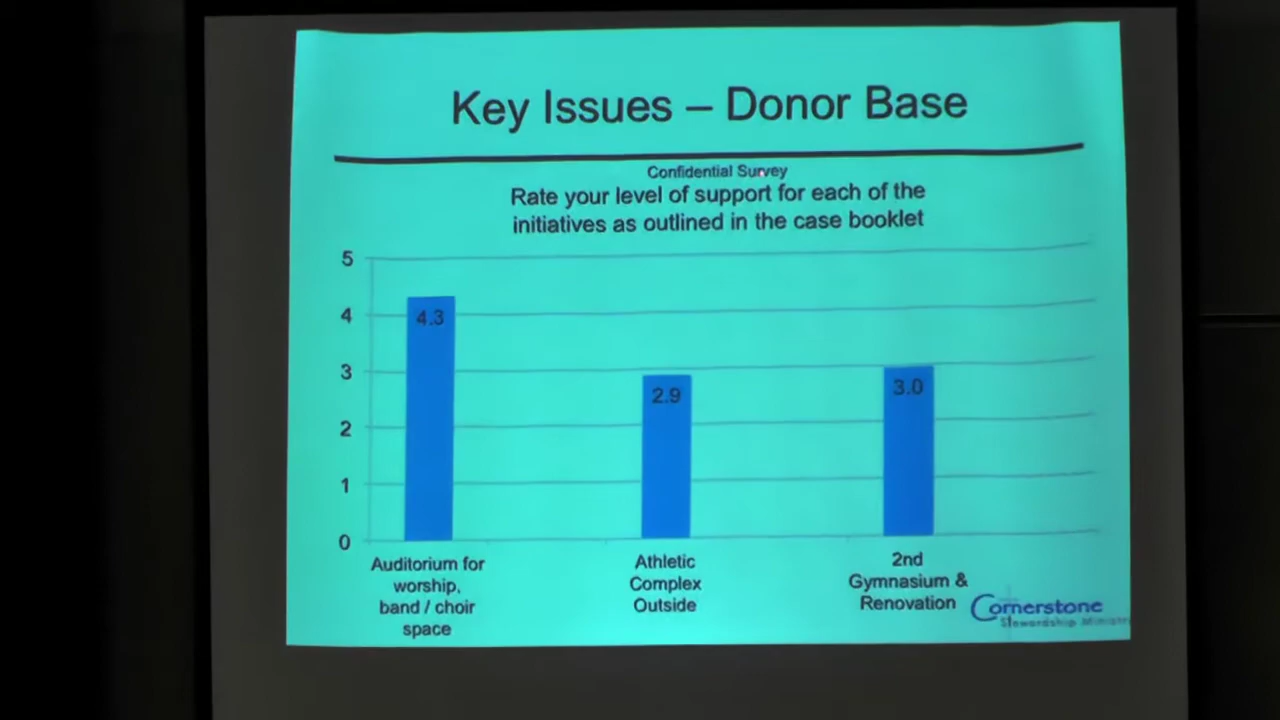 Key Issues – Donor Base
Confidential Survey
Rate your level of support for each of the
initiatives as outlined in the case booklet
5
4
3
2
1
0
4.3
2.9
3.0
Auditorium for
worship,
band / choir
space
Athletic
Complex
Outside
2nd
Gymnasium &
Renovation
Cornerstone
Stewardship Ministr